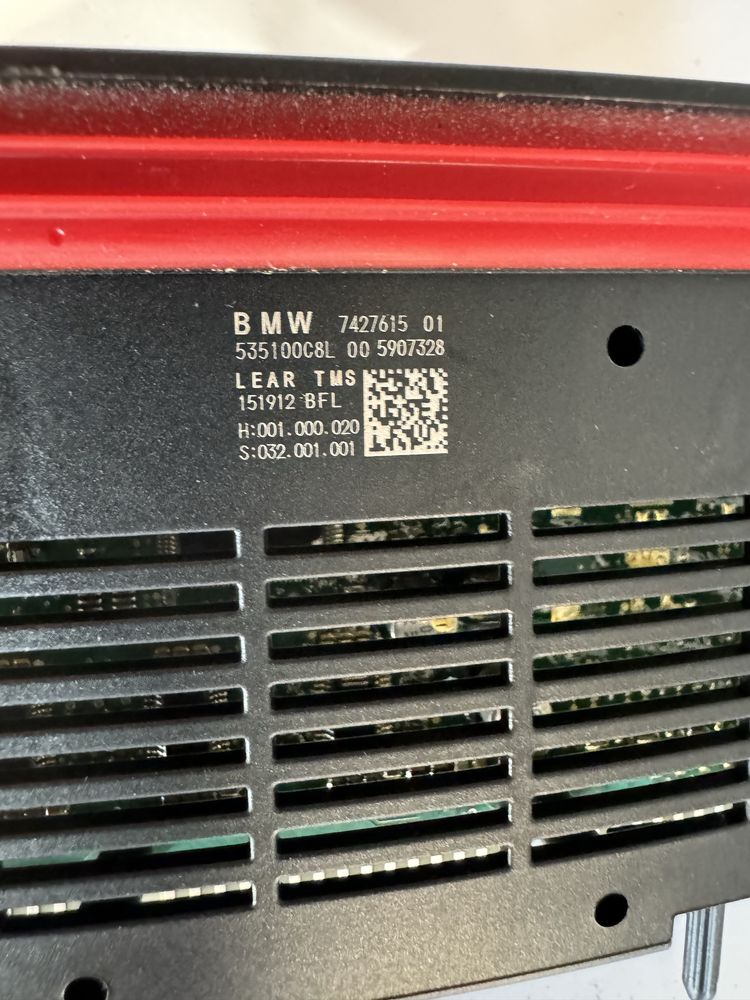 BMW 7427615 01
535100C8L 00 5907328
LEAR TMS
151912 BFL
H:001.000.020
S:032.001.001